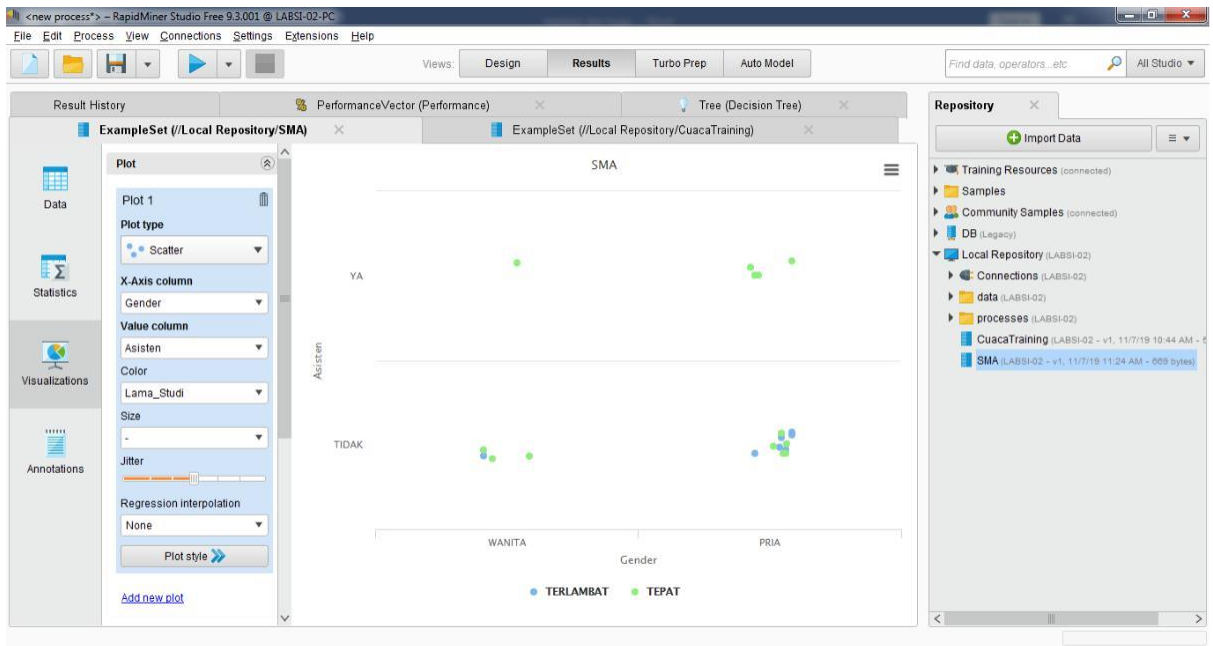 <new process*> – RapidMiner Studio Free 9.3.001 @ LABSI-02-PC
File Edit Process View Connections Settings Extensions Help
Views: Design Results Turbo Prep Auto Model
Find data, operators...etc
All Studio
Result History
PerformanceVector (Performance)
Tree (Decision Tree)
ExampleSet (//Local Repository/SMA)
ExampleSet (//Local Repository/CuacaTraining)
Data
Statistics
Visualizations
Annotations
Plot
Plot 1
Plot type
Scatter
X-Axis column
Gender
Value column
Asisten
Color
Lama_Studi
Size
-
Jitter
Regression interpolation
None
Plot style
Add new plot
SMA
YA
Asisten
TIDAK
WANITA PRIA
Gender
TERLAMBAT TEPAT
Repository
Import Data
Training Resources (connected)
Samples
Community Samples (connected)
DB (Legacy)
Local Repository (LABSI-02)
Connections (LABSI-02)
data (LABSI-02)
processes (LABSI-02)
CuacaTraining (LABSI-02 - v1, 11/7/19 10:44 AM -
SMA (LABSI-02 - v1, 11/7/19 11:24 AM - 669 bytes)